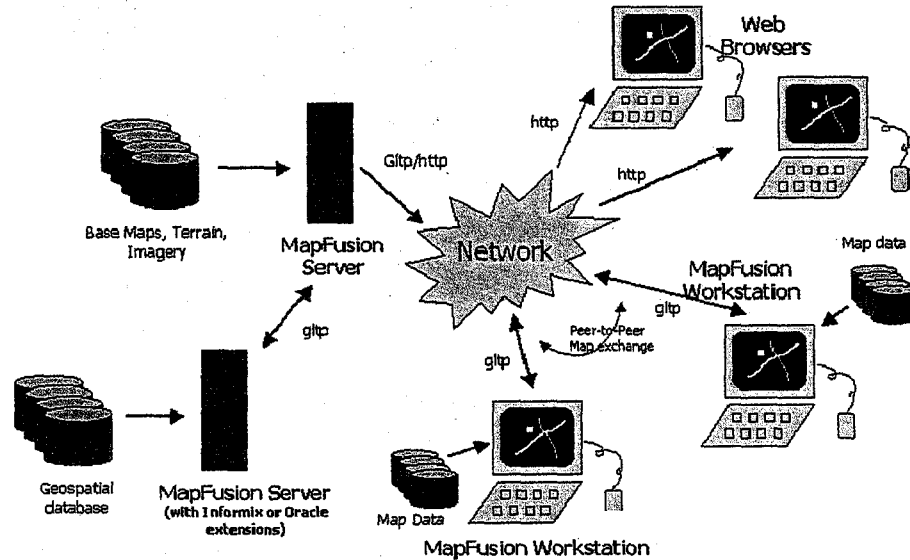 Web
Browsers
http
Gltp/http
http
Base Maps, Terrain,
Imagery
MapFusion
Server
Network
Map data
MapFusion
Workstation
gltp
gltp
Peer-to-Peer
Map exchange
gltp
Geospatial
database
MapFusion Server
(with Informix or Oracle
extensions)
Map Data
MapFusion Workstation